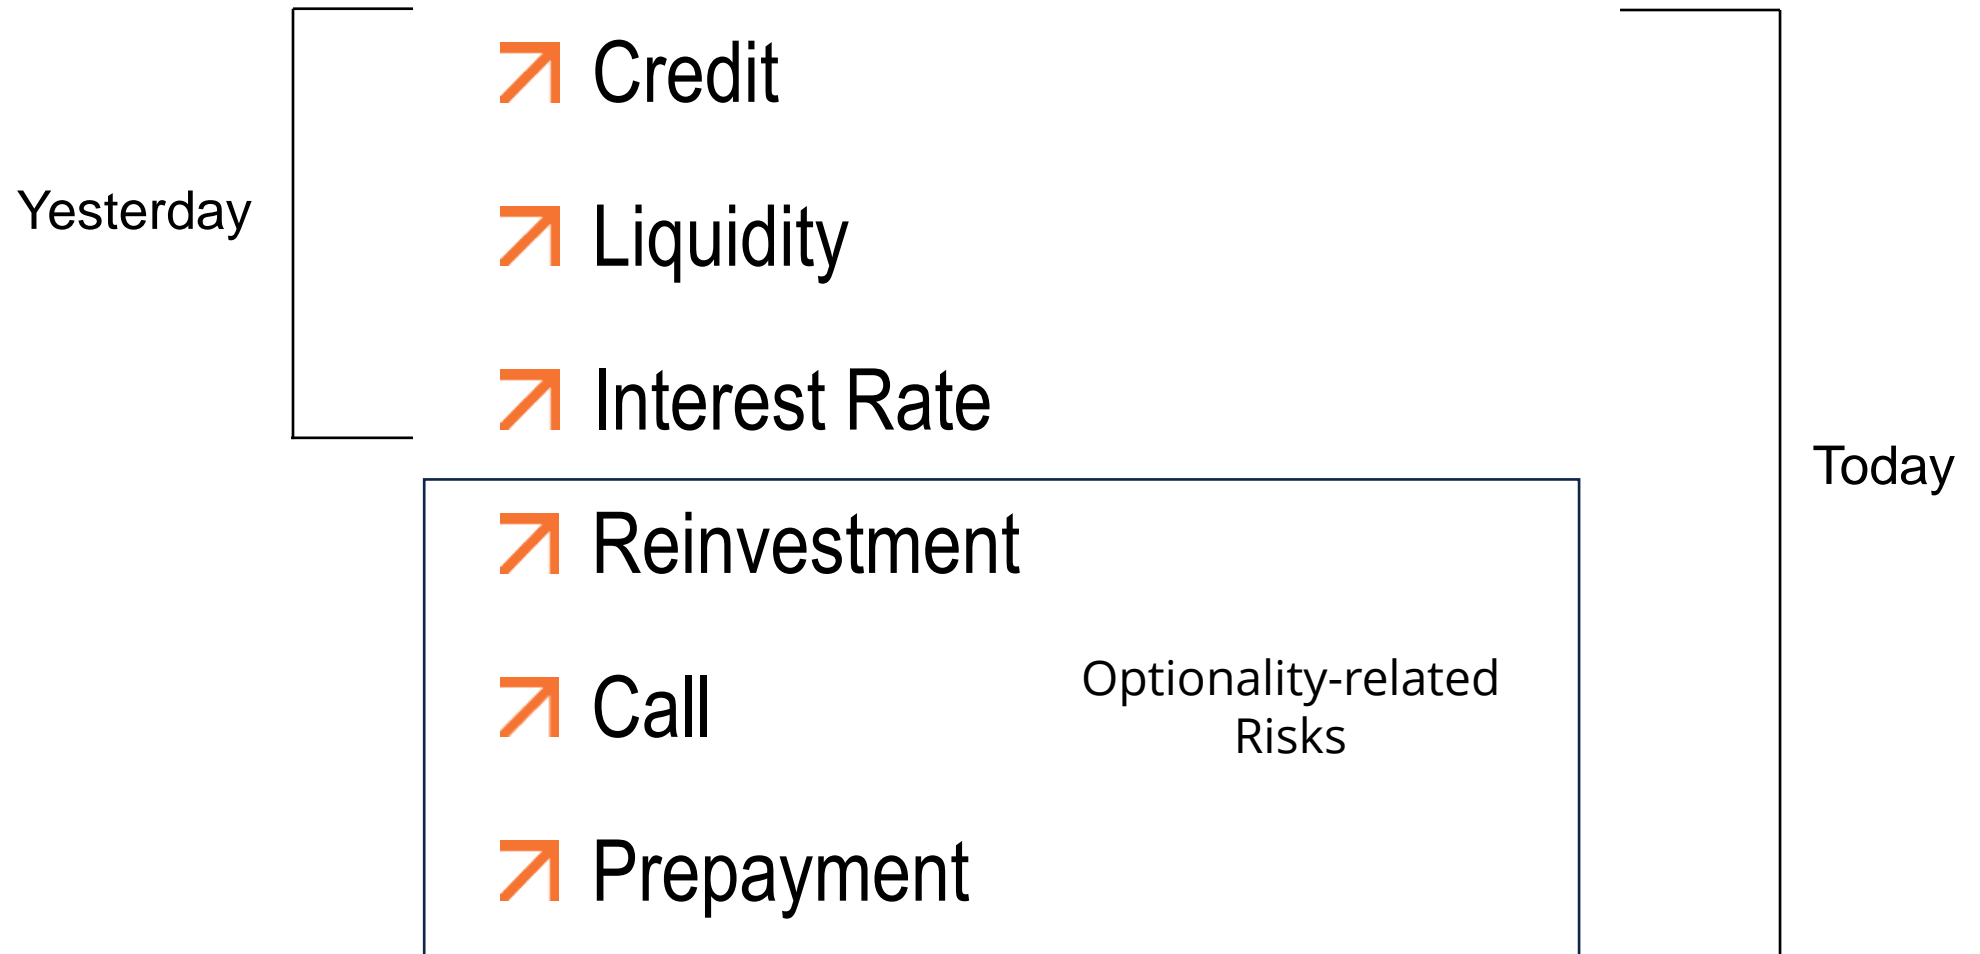 Credit
Yesterday
Liquidity
Interest Rate
Today
Reinvestment
Call
Optionality-related
Risks
Prepayment